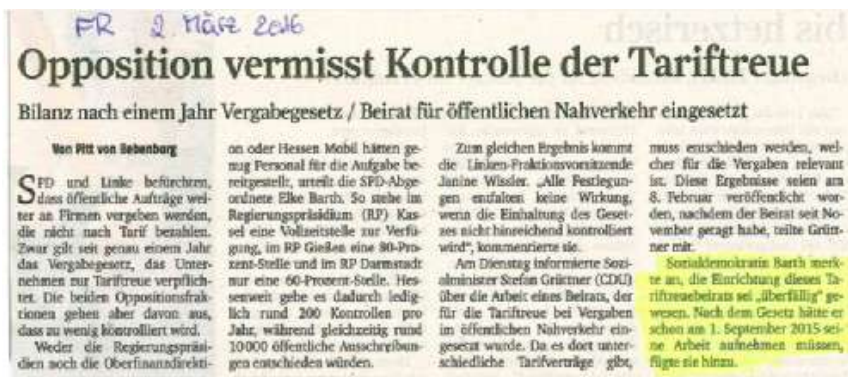 FR 2 März 2016
Opposition vermisst Kontrolle der Tariftreue
Bilanz nach einem Jahr Vergabegesetz / Beirat für öffentlichen Nahverkehr eingesetzt
Von Pitt von Bebenburg
SPD und Linke befürchten,
dass öffentliche Aufträge wei-
ter an Firmen vergeben werden,
die nicht nach Tarif bezahlen.
Zwar gilt seit genau einem Jahr
das Vergabegesetz, das Unter-
nehmen zur Tariftreue verpflich-
tet. Die beiden Oppositionsfrak-
tionen gehen aber davon aus,
dass zu wenig kontrolliert wird.
Weder die Regierungspräsi-
dien noch die Oberfinanzdirekti-
on oder Hessen Mobil hätten ge-
nug Personal für die Aufgabe be-
reitgestellt, urteilt die SPD-Abge-
ordnete Elke Barth. So stehe im
Regierungspräsidium (RP) Kas-
sel eine Vollzeitstelle zur Verfü-
gung, im RP Gießen eine 80-Pro-
zent-Stelle und im RP Darmstadt
nur eine 60-Prozent-Stelle. Hes-
senweit gebe es dadurch ledig-
lich rund 200 Kontrollen pro
Jahr, während gleichzeitig rund
10000 öffentliche Ausschreibun-
gen entschieden würden.
Zum gleichen Ergebnis kommt
die Linken-Fraktionsvorsitzende
Janine Wissler. „Alle Festlegun-
gen entfalten keine Wirkung,
wenn die Einhaltung des Geset-
zes nicht hinreichend kontrolliert
wird“, kommentierte sie.
Am Dienstag informierte Sozi-
alminister Stefan Grüttner (CDU)
über die Arbeit eines Beirats, der
für die Tariftreue bei Vergaben
im öffentlichen Nahverkehr ein-
gesetzt wurde. Da es dort unter-
schiedliche Tarifverträge gibt,
muss entschieden werden, wel-
cher für die Vergaben relevant
ist. Diese Ergebnisse seien am
8. Februar veröffentlicht wor-
den, nachdem der Beirat seit No-
vember getagt habe, teilte Grütt-
ner mit.
Sozialdemokratin Barth merk-
te an, die Einrichtung dieses Ta-
riftreuebeirats sei „überfällig“ ge-
wesen. Nach dem Gesetz hätte er
schon am 1. September 2015 sei-
ne Arbeit aufnehmen müssen,
fügte sie hinzu.